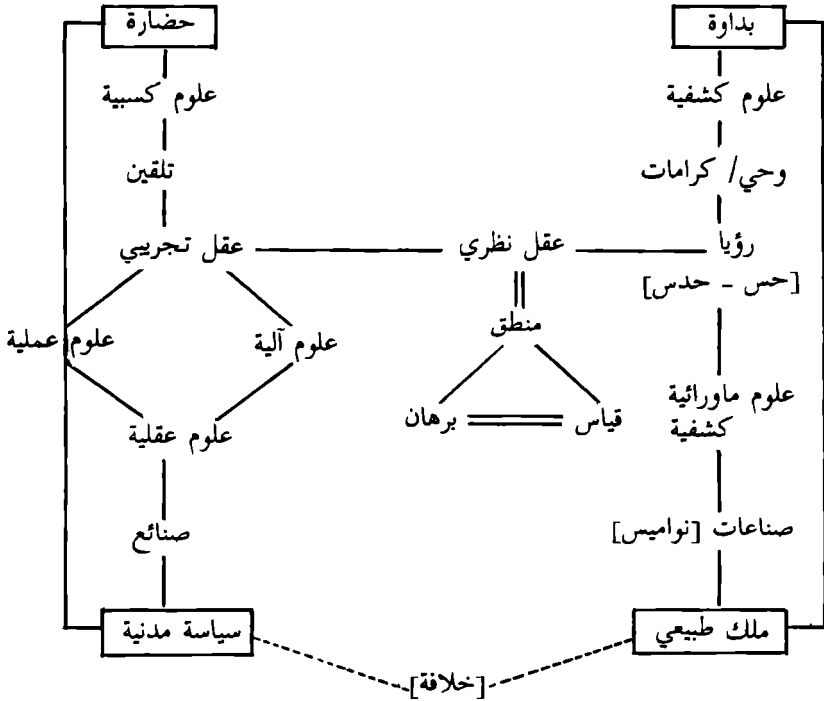 بداوة
حضارة
علوم كشفية
علوم كسبية
وحي/ كرامات
تلقين
رؤيا
عقل نظري
عقل تجريبي
[حس - حدس]
منطق
علوم آلية
علوم عملية
علوم ماورائية
كشفية
قياس
برهان
علوم عقلية
صناعات [نواميس]
صنائع
ملك طبيعي
سياسة مدنية
[خلافة]